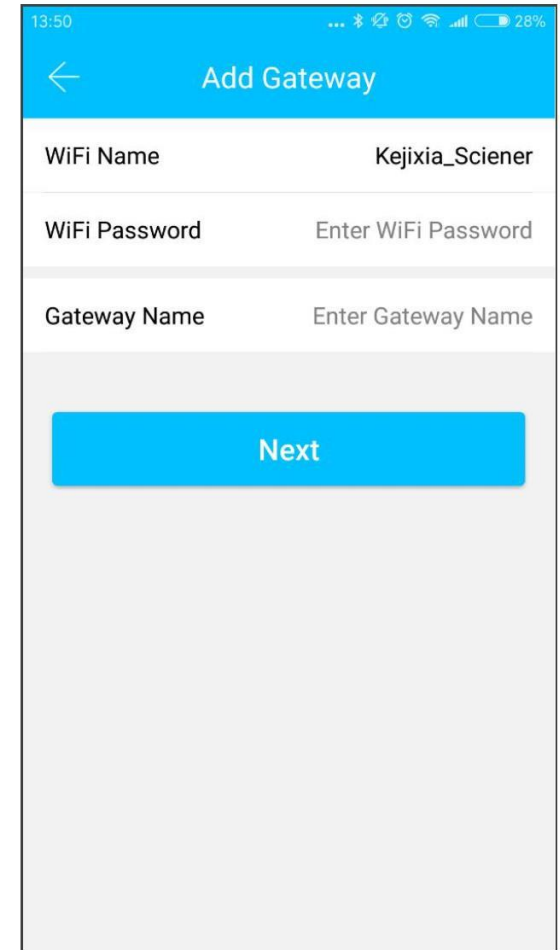 13:50 ... 28%
Add Gateway
WiFi Name Kejixia_Sciener
WiFi Password Enter WiFi Password
Gateway Name Enter Gateway Name
Next